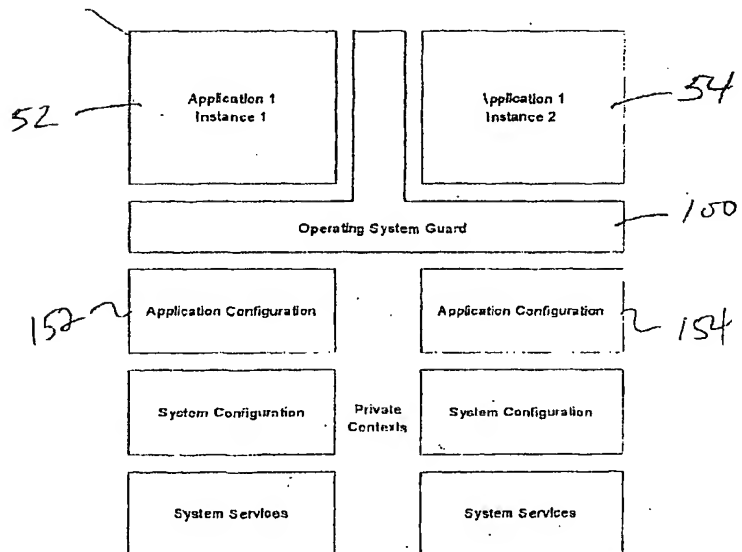 Application 1
Instance 1
Application 1
Instance 2
52
54
Operating System Guard
100
Application Configuration
Application Configuration
152
154
System Configuration
Private
Contexts
System Configuration
System Services
System Services